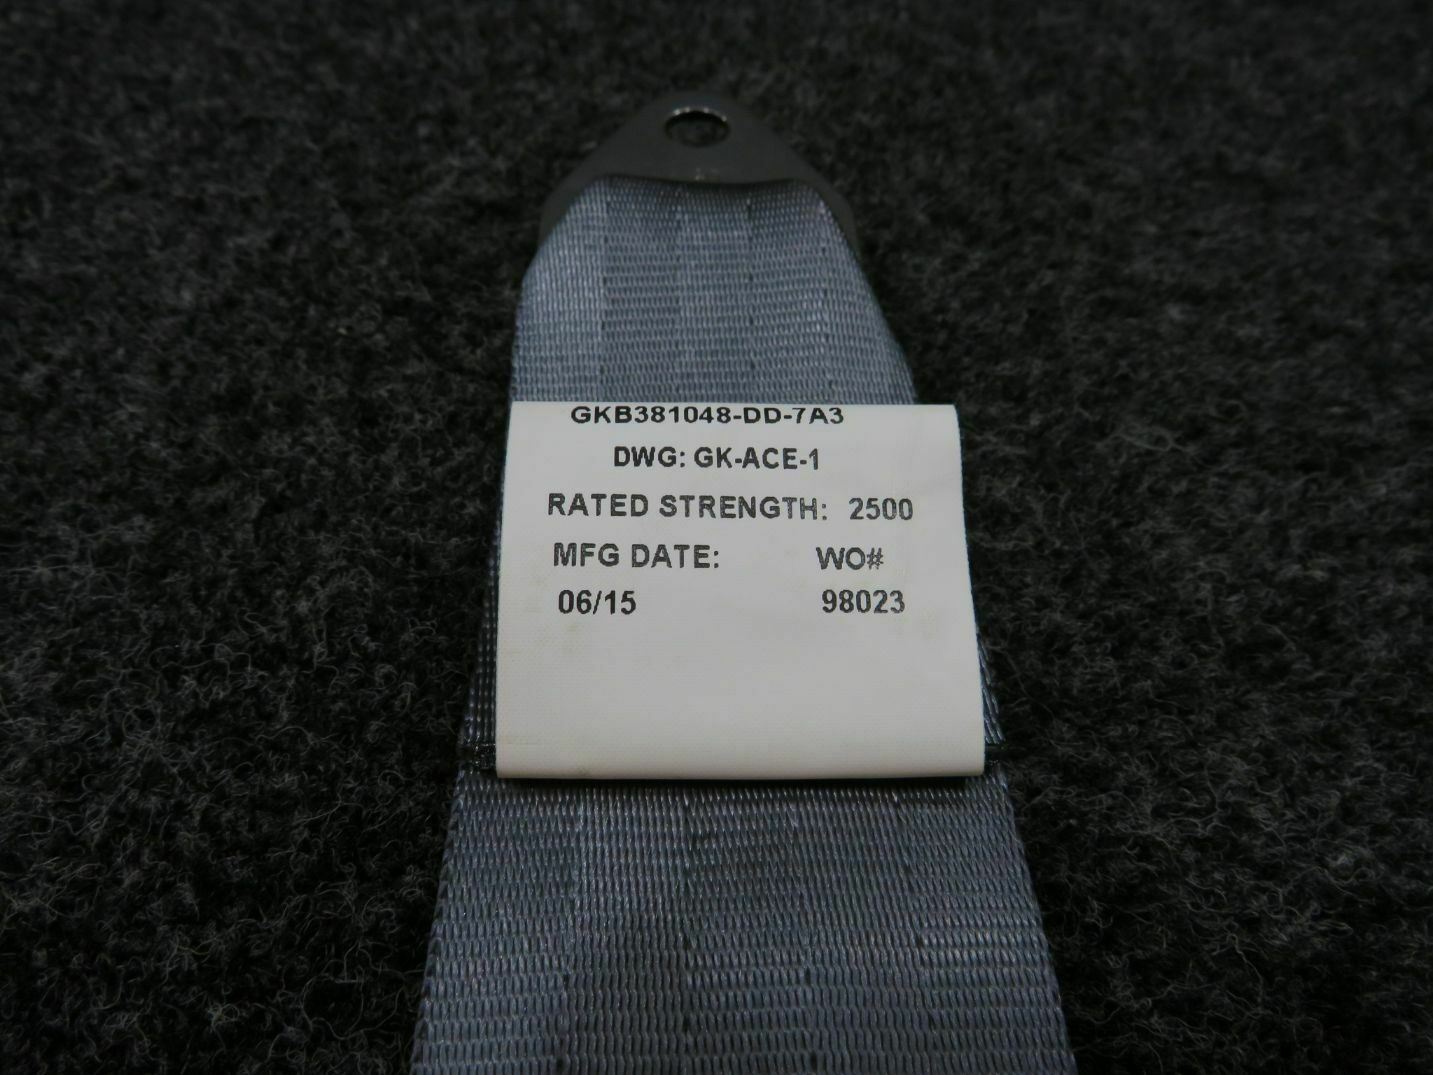 GKB381048-DD-7A3
DWG: GK-ACE-1
RATED STRENGTH: 2500
MFG DATE: WO#
06/15 98023